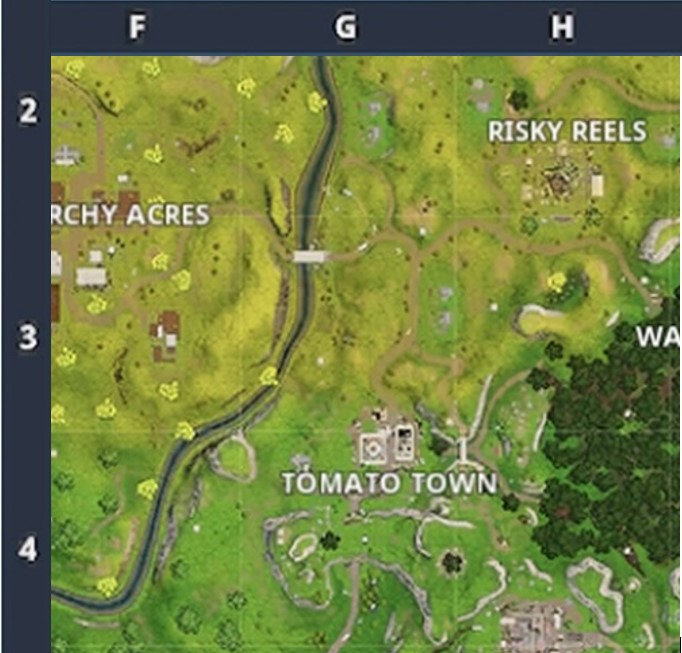 F G H
2
RISKY REELS
RCHY ACRES
3
WA
4
TOMATO TOWN